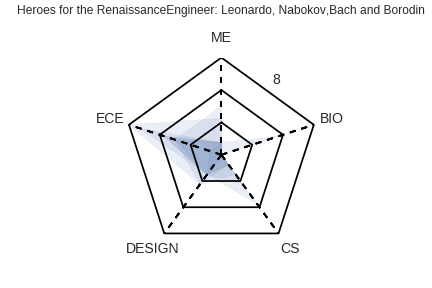 Heroes for the RenaissanceEngineer: Leonardo, Nabokov,Bach and Borodin
ME
8
ECE
BIO
DESIGN
CS